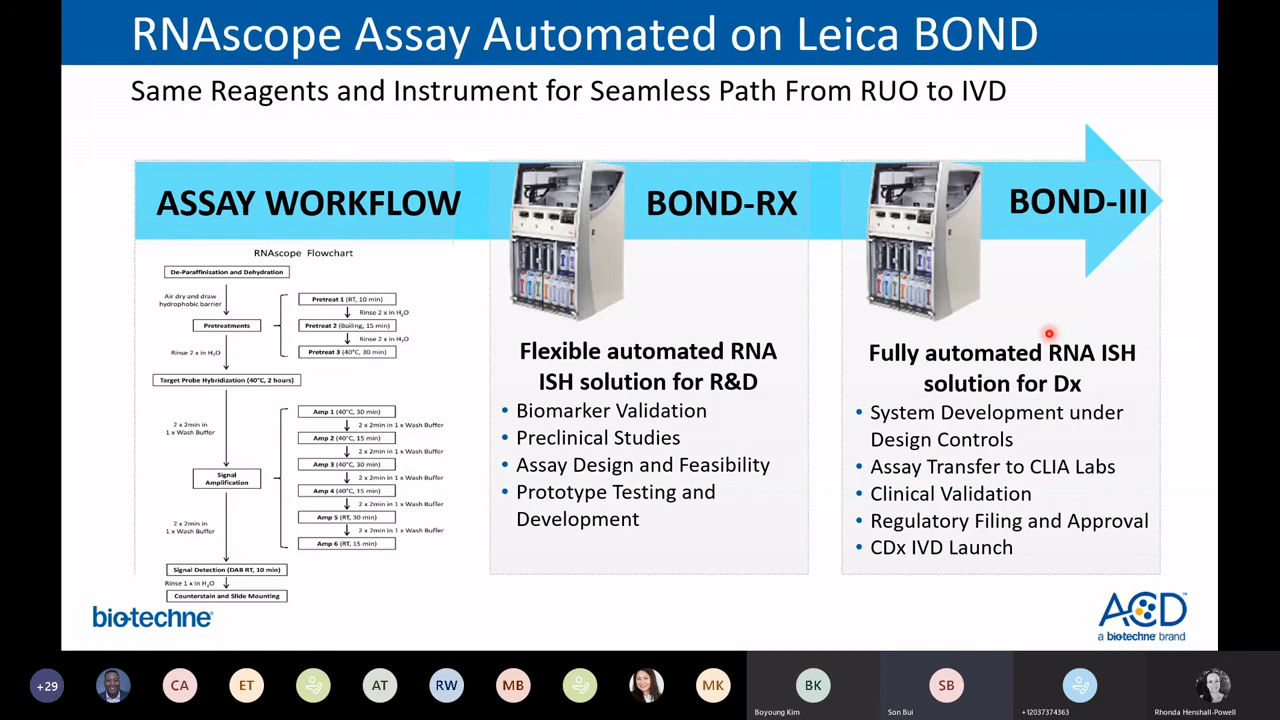 RNAscope Assay Automated on Leica BOND
Same Reagents and Instrument for Seamless Path From RUO to IVD
ASSAY WORKFLOW
BOND-RX
BOND-III
RNAscope Flowchart
De-Paraffinization and Dehydration
Air dry and draw
hydrophobic barrier
Pretreatments
Pretreat 1 (RT, 10 min)
Rinse 2 x in H₂O
Pretreat 2 (Boiling, 15 min)
Rinse 2 x in H₂O
Pretreat 3 (40°C, 30 min)
Rinse 2 x in H₂O
Target Probe Hybridization (40°C, 2 hours)
2 x 2min in
1 x Wash Buffer
Signal
Amplification
Amp 1 (40°C, 30 min)
2 x 2min in 1 x Wash Buffer
Amp 2 (40°C, 15 min)
2 x 2min in 1 x Wash Buffer
Amp 3 (40°C, 30 min)
2 x 2min in 1 x Wash Buffer
Amp 4 (40°C, 15 min)
2 x 2min in 1 x Wash Buffer
Amp 5 (RT, 30 min)
2 x 2min in 1 x Wash Buffer
Amp 6 (RT, 15 min)
2 x 2min in
1 x Wash Buffer
Signal Detection (DAB RT, 10 min)
Rinse 1 x in H₂O
Counterstain and Slide Mounting
Flexible automated RNA
ISH solution for R&D
• Biomarker Validation
• Preclinical Studies
• Assay Design and Feasibility
• Prototype Testing and
Development
Fully automated RNA ISH
solution for Dx
• System Development under
Design Controls
• Assay Transfer to CLIA Labs
• Clinical Validation
• Regulatory Filing and Approval
• CDx IVD Launch
bio-techne®
ACD™
a biotechne brand
+29
CA
ET
AT
RW
MB
MK
BK
SB
Boyoung Kim
Son Bui
+12037374363
Rhonda Henshall-Powell